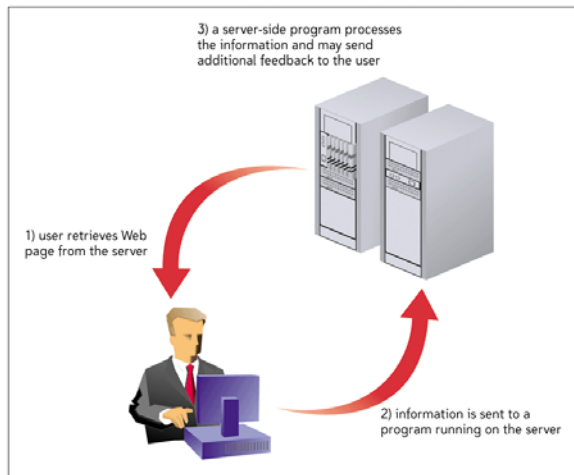 3) a server-side program processes
the information and may send
additional feedback to the user
1) user retrieves Web
page from the server
2) information is sent to a
program running on the server